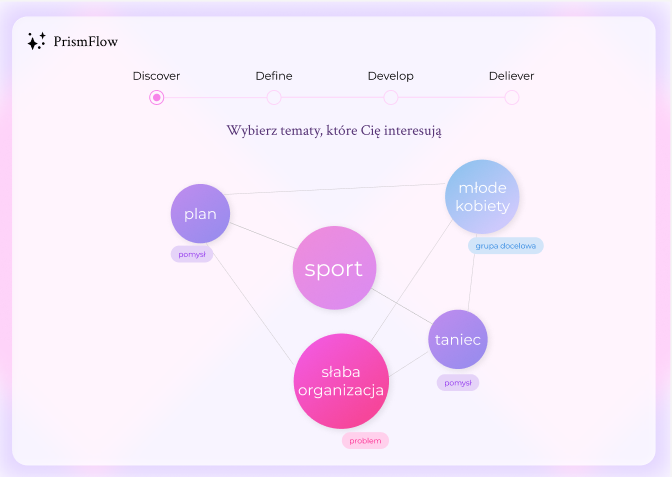 PrismFlow
Discover
Define
Develop
Deliever
Wybierz tematy, które Cię interesują
młode
kobiety
plan
grupa docelowa
pomysł
sport
taniec
słaba
organizacja
pomysł
problem